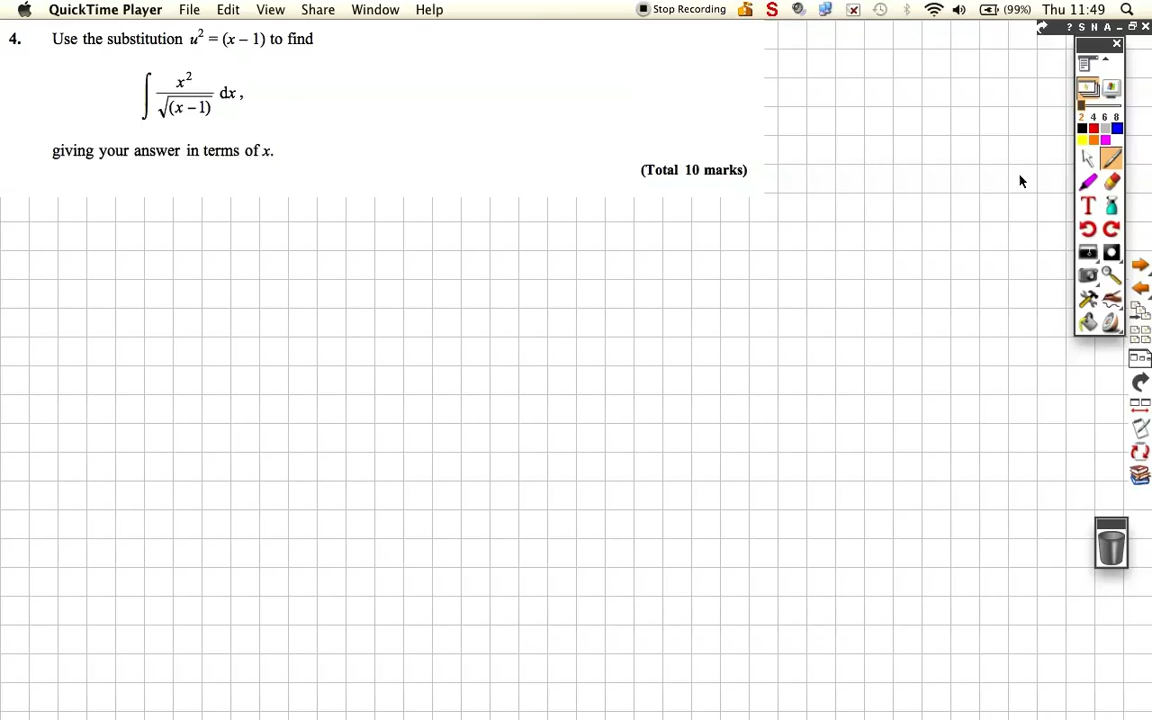 QuickTime Player File Edit View Share Window Help Stop Recording (99%) Thu 11:49
? S N A
4. Use the substitution u² = (x – 1) to find
∫ x² / √(x – 1) dx ,
giving your answer in terms of x.
(Total 10 marks)
2 4 6 8
T